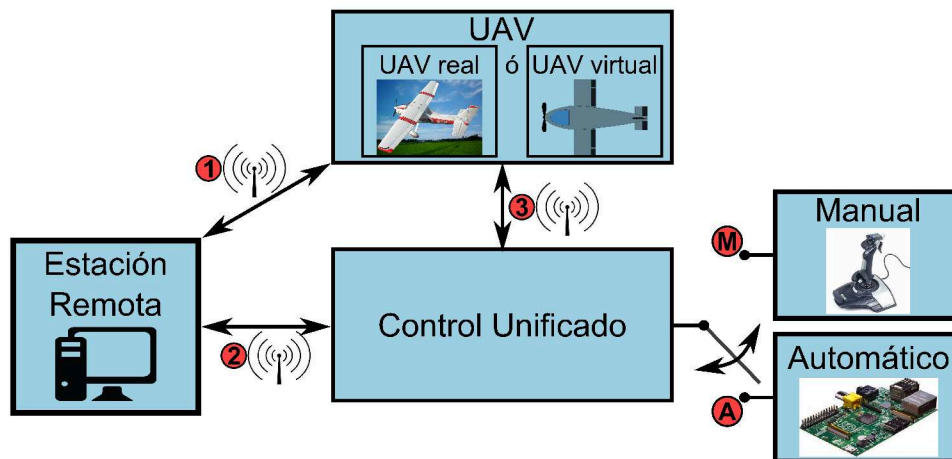 UAV
UAV real ó UAV virtual
1
3
M
Manual
Estación
Remota
Control Unificado
2
Automático
A